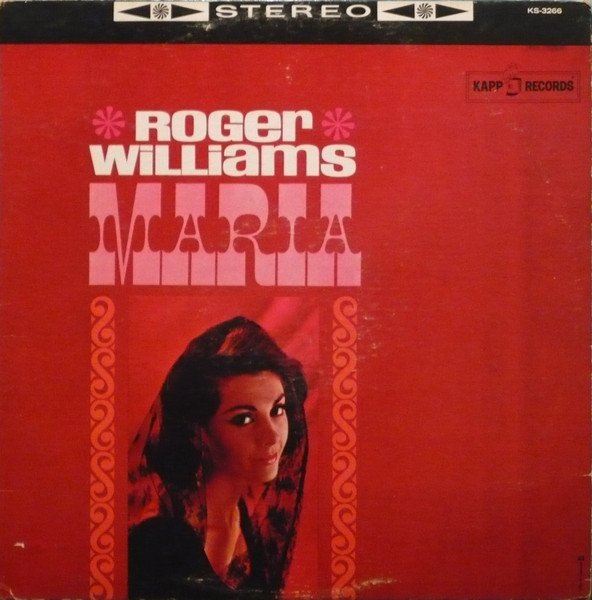 STEREO
KS-3266
KAPP RECORDS
ROGER
WILLIAMS
MARIA